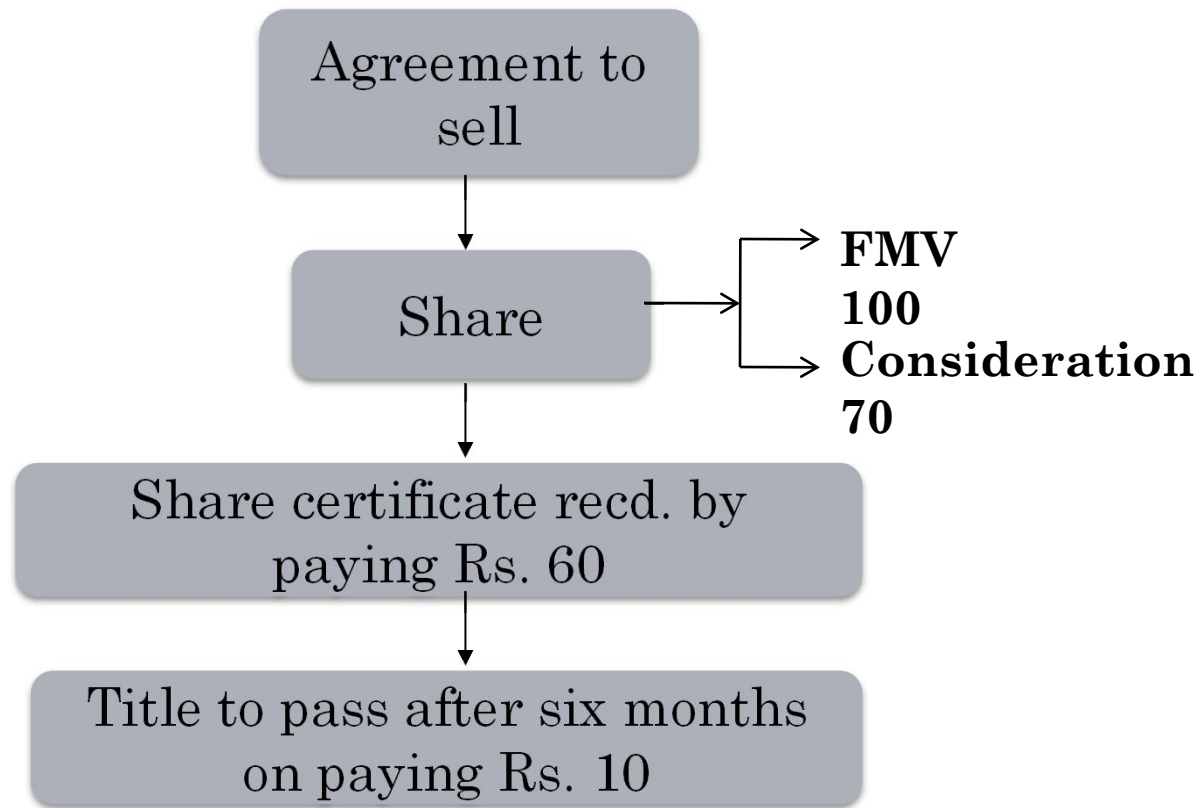 Agreement to
sell
Share
FMV
100
Consideration
70
Share certificate recd. by
paying Rs. 60
Title to pass after six months
on paying Rs. 10